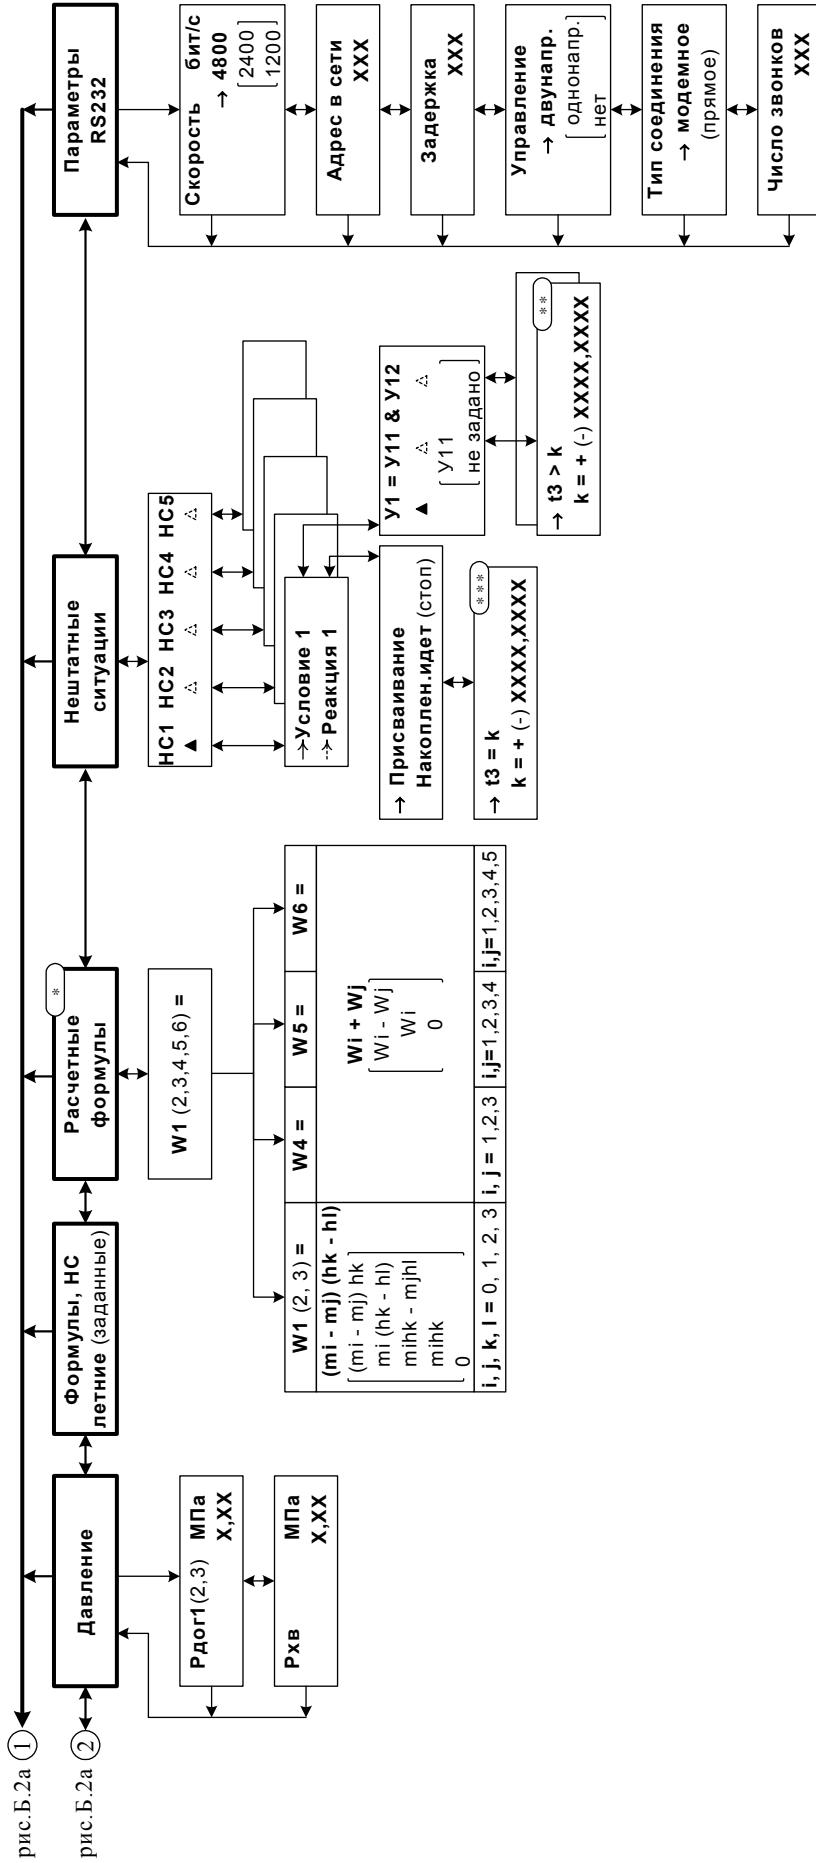 рис.Б.2а 1
рис.Б.2а 2
Давление
Рдог1(2,3) МПа
X,XX
Рхв МПа
X,XX
Формулы, НС
летние (заданные)
Расчетные
формулы
*
W1 (2,3,4,5,6) =
W1 (2, 3) =
(mi - mj) (hk - hl)
(mi - mj) hk
mi (hk - hl)
mihk - mjhl
mihk
0
i, j, k, l = 0, 1, 2, 3
W4 =
W5 =
W6 =
Wi + Wj
Wi - Wj
Wi
0
i, j = 1,2,3
i,j=1,2,3,4
i,j=1,2,3,4,5
Нештатные
ситуации
НС1 НС2 НС3 НС4 НС5
Условие 1
Реакция 1
→ Присваивание
Накоплен.идет (стоп)
***
→ t3 = k
k = + (-) XXXX,XXXX
У1 = У11 & У12
У11
не задано
**
→ t3 > k
k = + (-) XXXX,XXXX
Параметры
RS232
Скорость бит/с
→ 4800
2400
1200
Адрес в сети
XXX
Задержка
XXX
Управление
→ двунапр.
однонапр.
нет
Тип соединения
→ модемное
(прямое)
Число звонков
XXX